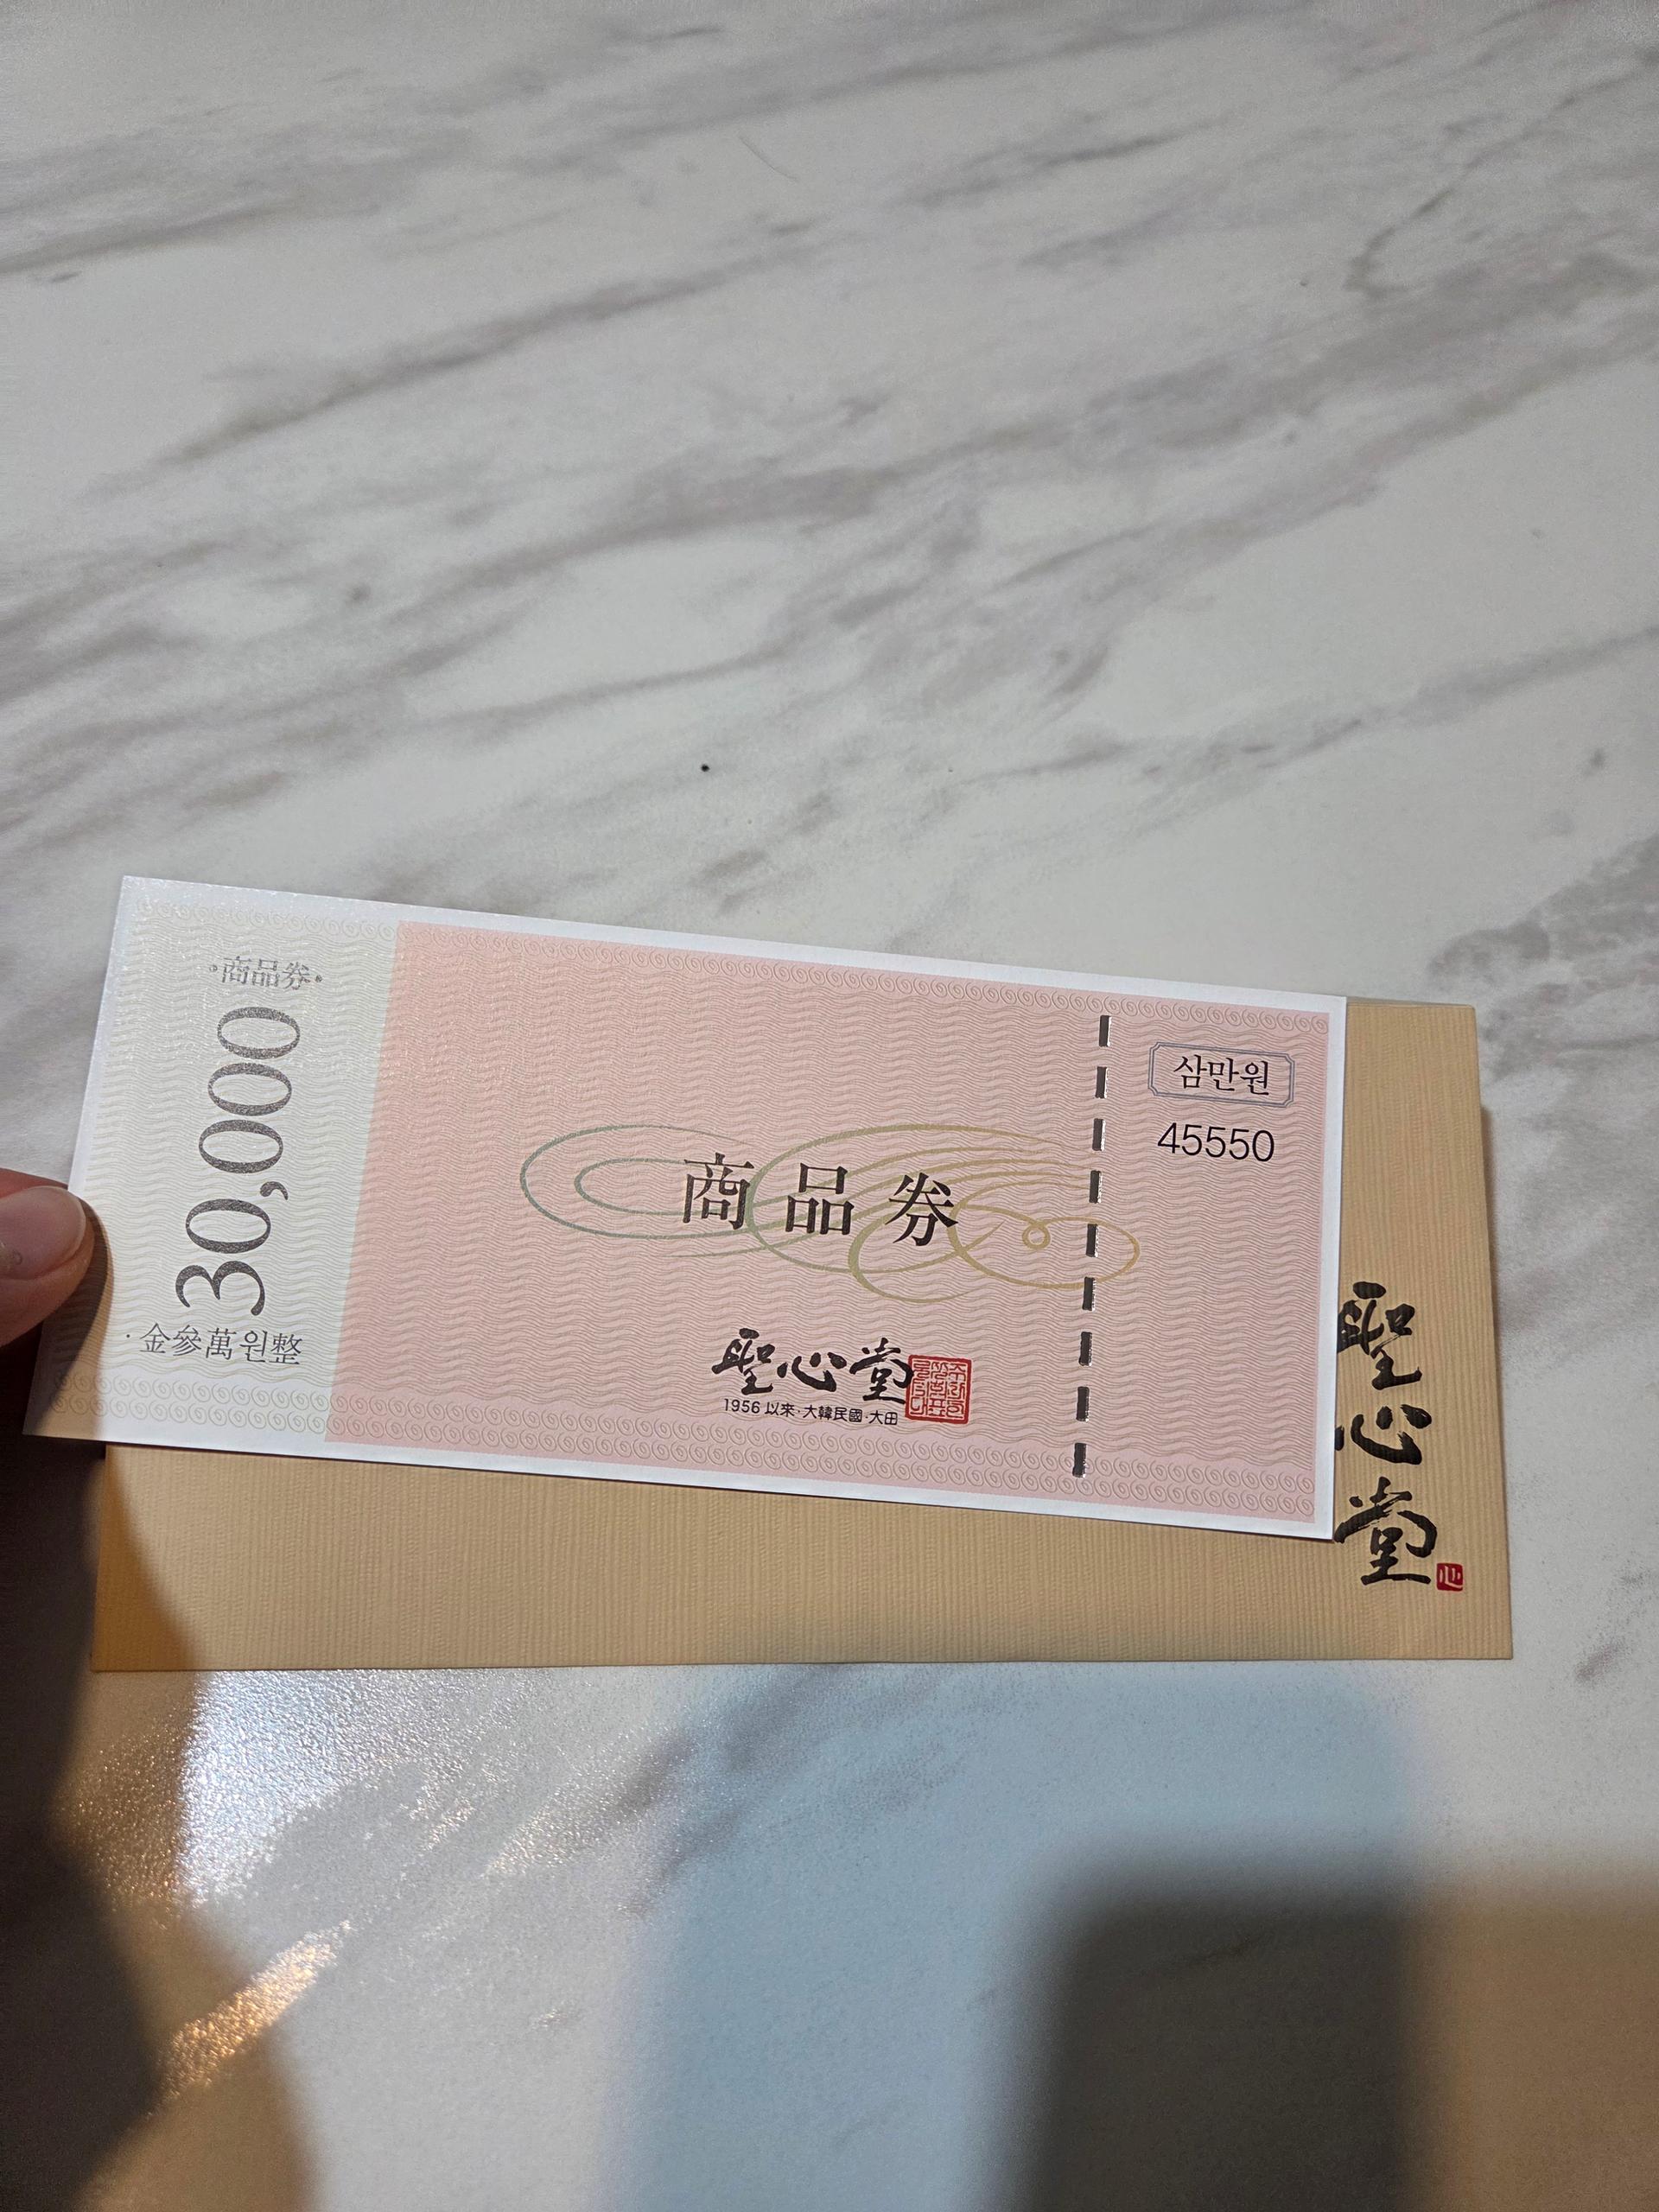 ·商品券·
30,000
·金參萬원整
商品券
聖心堂
1956 以來·大韓民國·大田
삼만원
45550
聖心堂
心